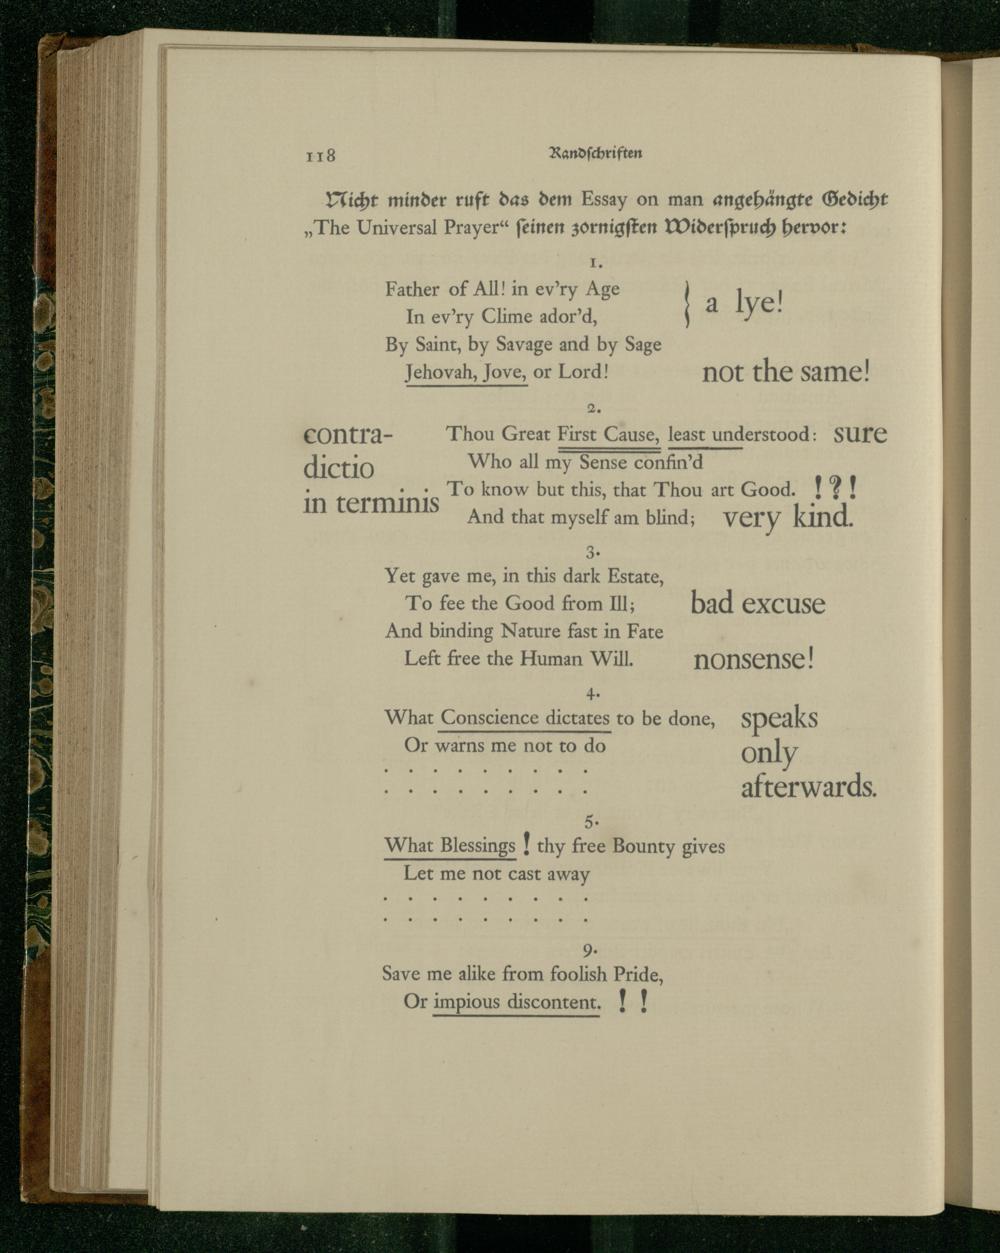 118 Randschriften
Nicht minder ruft das dem Essay on man angehängte Gedicht
„The Universal Prayer“ seinen zornigsten Widerspruch hervor:
1.
Father of All! in ev'ry Age
In ev'ry Clime ador'd,
} a lye!
By Saint, by Savage and by Sage
Jehovah, Jove, or Lord! not the same!
2.
contra-
dictio
in terminis
Thou Great First Cause, least understood: sure
Who all my Sense confin'd
To know but this, that Thou art Good. !?!
And that myself am blind; very kind.
3.
Yet gave me, in this dark Estate,
To fee the Good from Ill; bad excuse
And binding Nature fast in Fate
Left free the Human Will. nonsense!
4.
What Conscience dictates to be done,
Or warns me not to do
speaks
only
afterwards.
. . . . . . . . .
. . . . . . . . .
5.
What Blessings ! thy free Bounty gives
Let me not cast away
. . . . . . . . .
. . . . . . . . .
9.
Save me alike from foolish Pride,
Or impious discontent. ! !